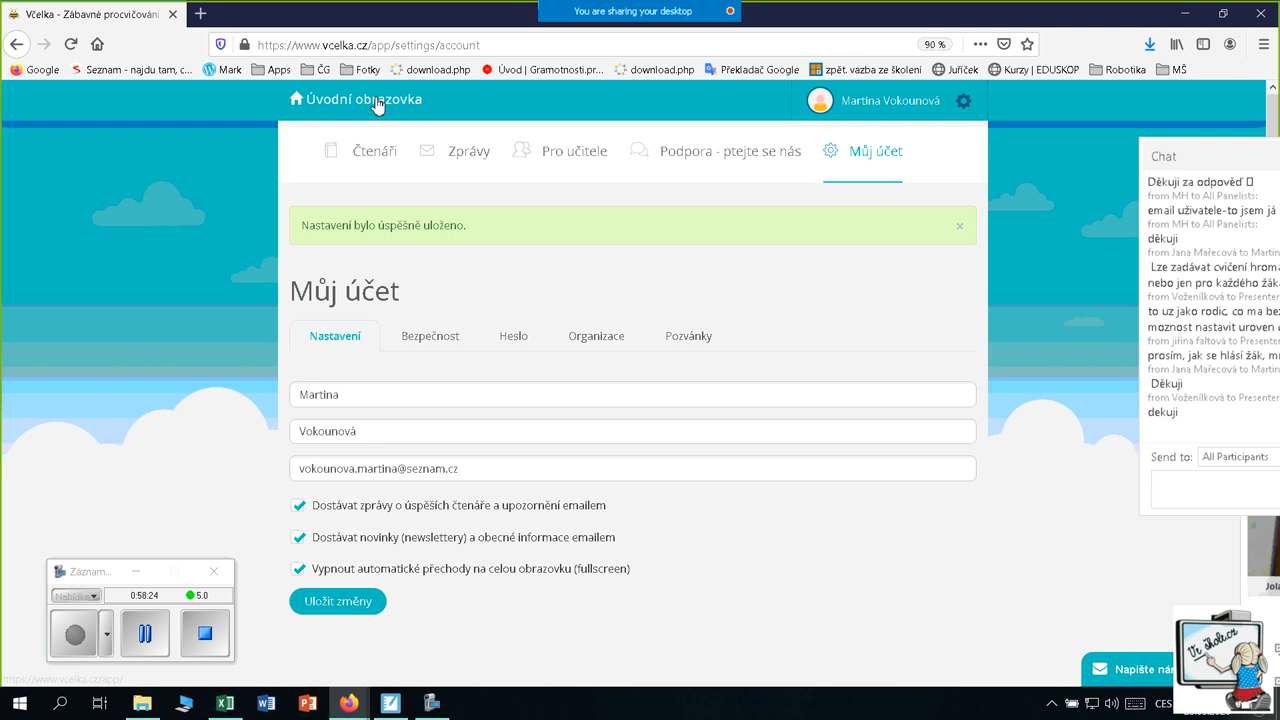 Včelka - Zábavné procvičování
You are sharing your desktop
https://www.vcelka.cz/app/settings/account
90 %
Google
Seznam - najdu tam, c...
Mark
Apps
ČG
Fotky
download.php
Úvod | Gramotnosti.pr...
download.php
Překladač Google
zpět. vazba ze školení
Juříček
Kurzy | EDUSKOP
Robotika
MŠ
Úvodní obrazovka
Martina Vokounová
Čtenáři
Zprávy
Pro učitele
Podpora - ptejte se nás
Můj účet
Nastavení bylo úspěšně uloženo.
×
Můj účet
Nastavení
Bezpečnost
Heslo
Organizace
Pozvánky
Martina
Vokounová
vokounova.martina@seznam.cz
Dostávat zprávy o úspěších čtenáře a upozornění emailem
Dostávat novinky (newslettery) a obecné informace emailem
Vypnout automatické přechody na celou obrazovku (fullscreen)
Uložit změny
Chat
Děkuji za odpověď
from MH to All Panelists:
email uživatele-to jsem já
from MH to All Panelists:
děkuji
from Jana Mařecová to Martin
Lze zadávat cvičení hroma
nebo jen pro každého žáka
from Voženílková to Presenter
to uz jako rodic, co ma bez
moznost nastavit uroven
from jiřina faltová to Presenter
prosím, jak se hlásí žák, m
from Jana Mařecová to Martin
Děkuji
from Voženílková to Presenter
dekuji
Send to:
All Participants
Záznam...
Nabídka
0:58:24
5.0
Jola
Ve škole.cz
Napište nám
https://www.vcelka.cz/app/
CES